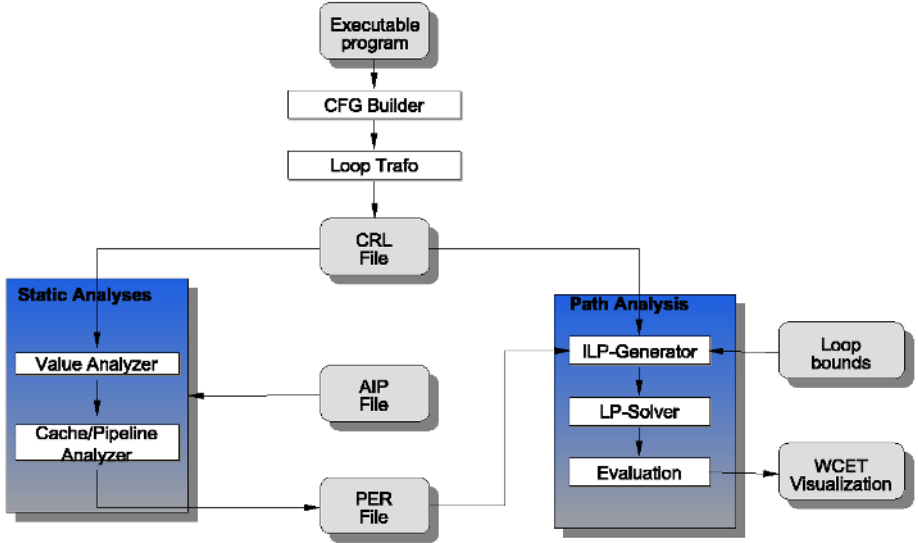 Executable
program
CFG Builder
Loop Trafo
CRL
File
Static Analyses
Value Analyzer
Cache/Pipeline
Analyzer
AIP
File
PER
File
Path Analysis
ILP-Generator
LP-Solver
Evaluation
Loop
bounds
WCET
Visualization